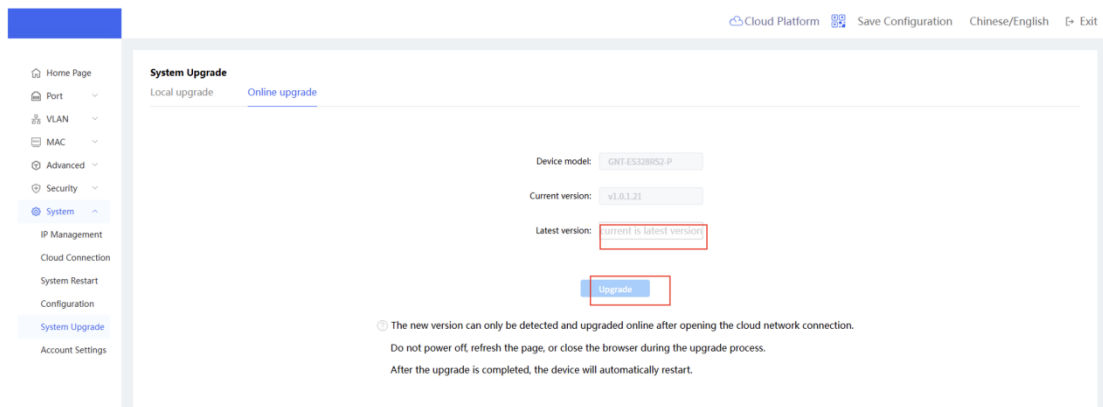 Cloud Platform Save Configuration Chinese/English Exit
Home Page
Port
VLAN
MAC
Advanced
Security
System
IP Management
Cloud Connection
System Restart
Configuration
System Upgrade
Account Settings
System Upgrade
Local upgrade Online upgrade
Device model: GNT-ES328RS2-P
Current version: v1.0.1.21
Latest version: current is latest version
Upgrade
The new version can only be detected and upgraded online after opening the cloud network connection.
Do not power off, refresh the page, or close the browser during the upgrade process.
After the upgrade is completed, the device will automatically restart.